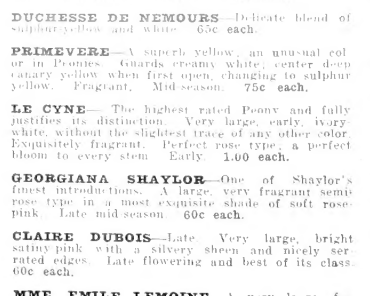 DUCHESSE DE NEMOURS—Delicate blend of
sulphur-yellow and white. 65c each.
PRIMEVERE—A superb yellow, an unusual col-
or in Peonies. Guards creamy white; center deep
canary yellow when first open, changing to sulphur
yellow. Fragrant. Mid-season. 75c each.
LE CYNE—The highest rated Peony and fully
justifies its distinction. Very large, early, ivory-
white, without the slightest trace of any other color.
Exquisitely fragrant. Perfect rose type, a perfect
bloom to every stem. Early. 1.00 each.
GEORGIANA SHAYLOR—One of Shaylor's
finest introductions. A large, very fragrant semi-
rose type in a most exquisite shade of soft rose-
pink. Late mid-season. 60c each.
CLAIRE DUBOIS—Late. Very large, bright
satiny pink with a silvery sheen and nicely ser-
rated edges. Late flowering and best of its class.
60c each.
MME. EMILE LEMOINE—A